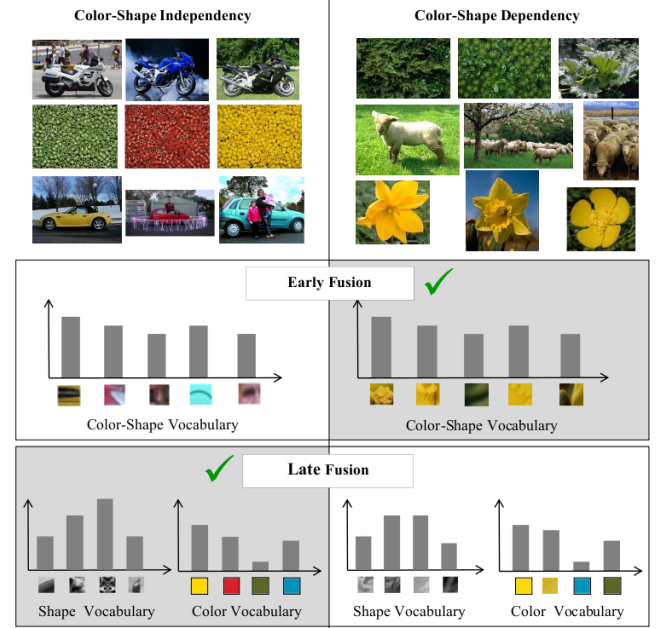 Color-Shape Independency
Color-Shape Dependency
Early Fusion
Color-Shape Vocabulary
Color-Shape Vocabulary
Late Fusion
Shape Vocabulary
Color Vocabulary
Shape Vocabulary
Color Vocabulary